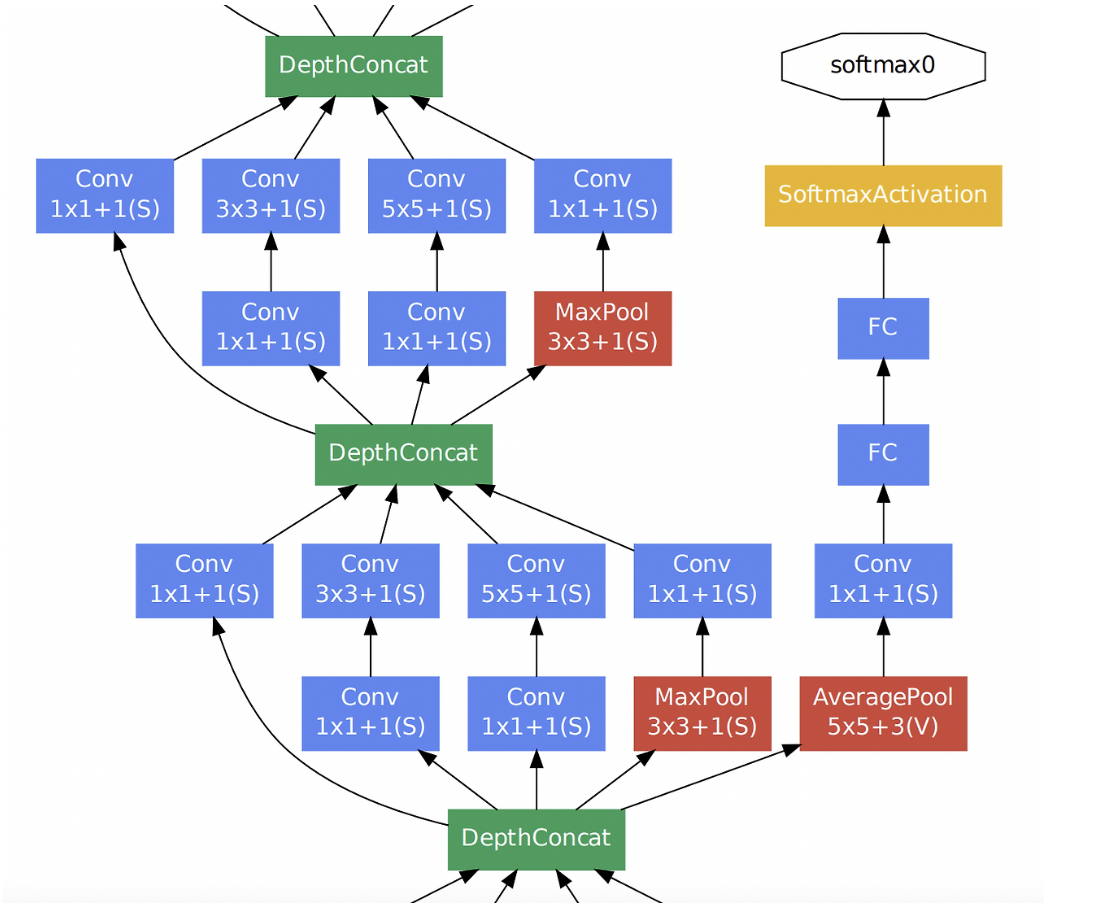 DepthConcat
softmax0
Conv
1x1+1(S)
Conv
3x3+1(S)
Conv
5x5+1(S)
Conv
1x1+1(S)
SoftmaxActivation
Conv
1x1+1(S)
Conv
1x1+1(S)
MaxPool
3x3+1(S)
FC
DepthConcat
FC
Conv
1x1+1(S)
Conv
3x3+1(S)
Conv
5x5+1(S)
Conv
1x1+1(S)
Conv
1x1+1(S)
Conv
1x1+1(S)
Conv
1x1+1(S)
MaxPool
3x3+1(S)
AveragePool
5x5+3(V)
DepthConcat